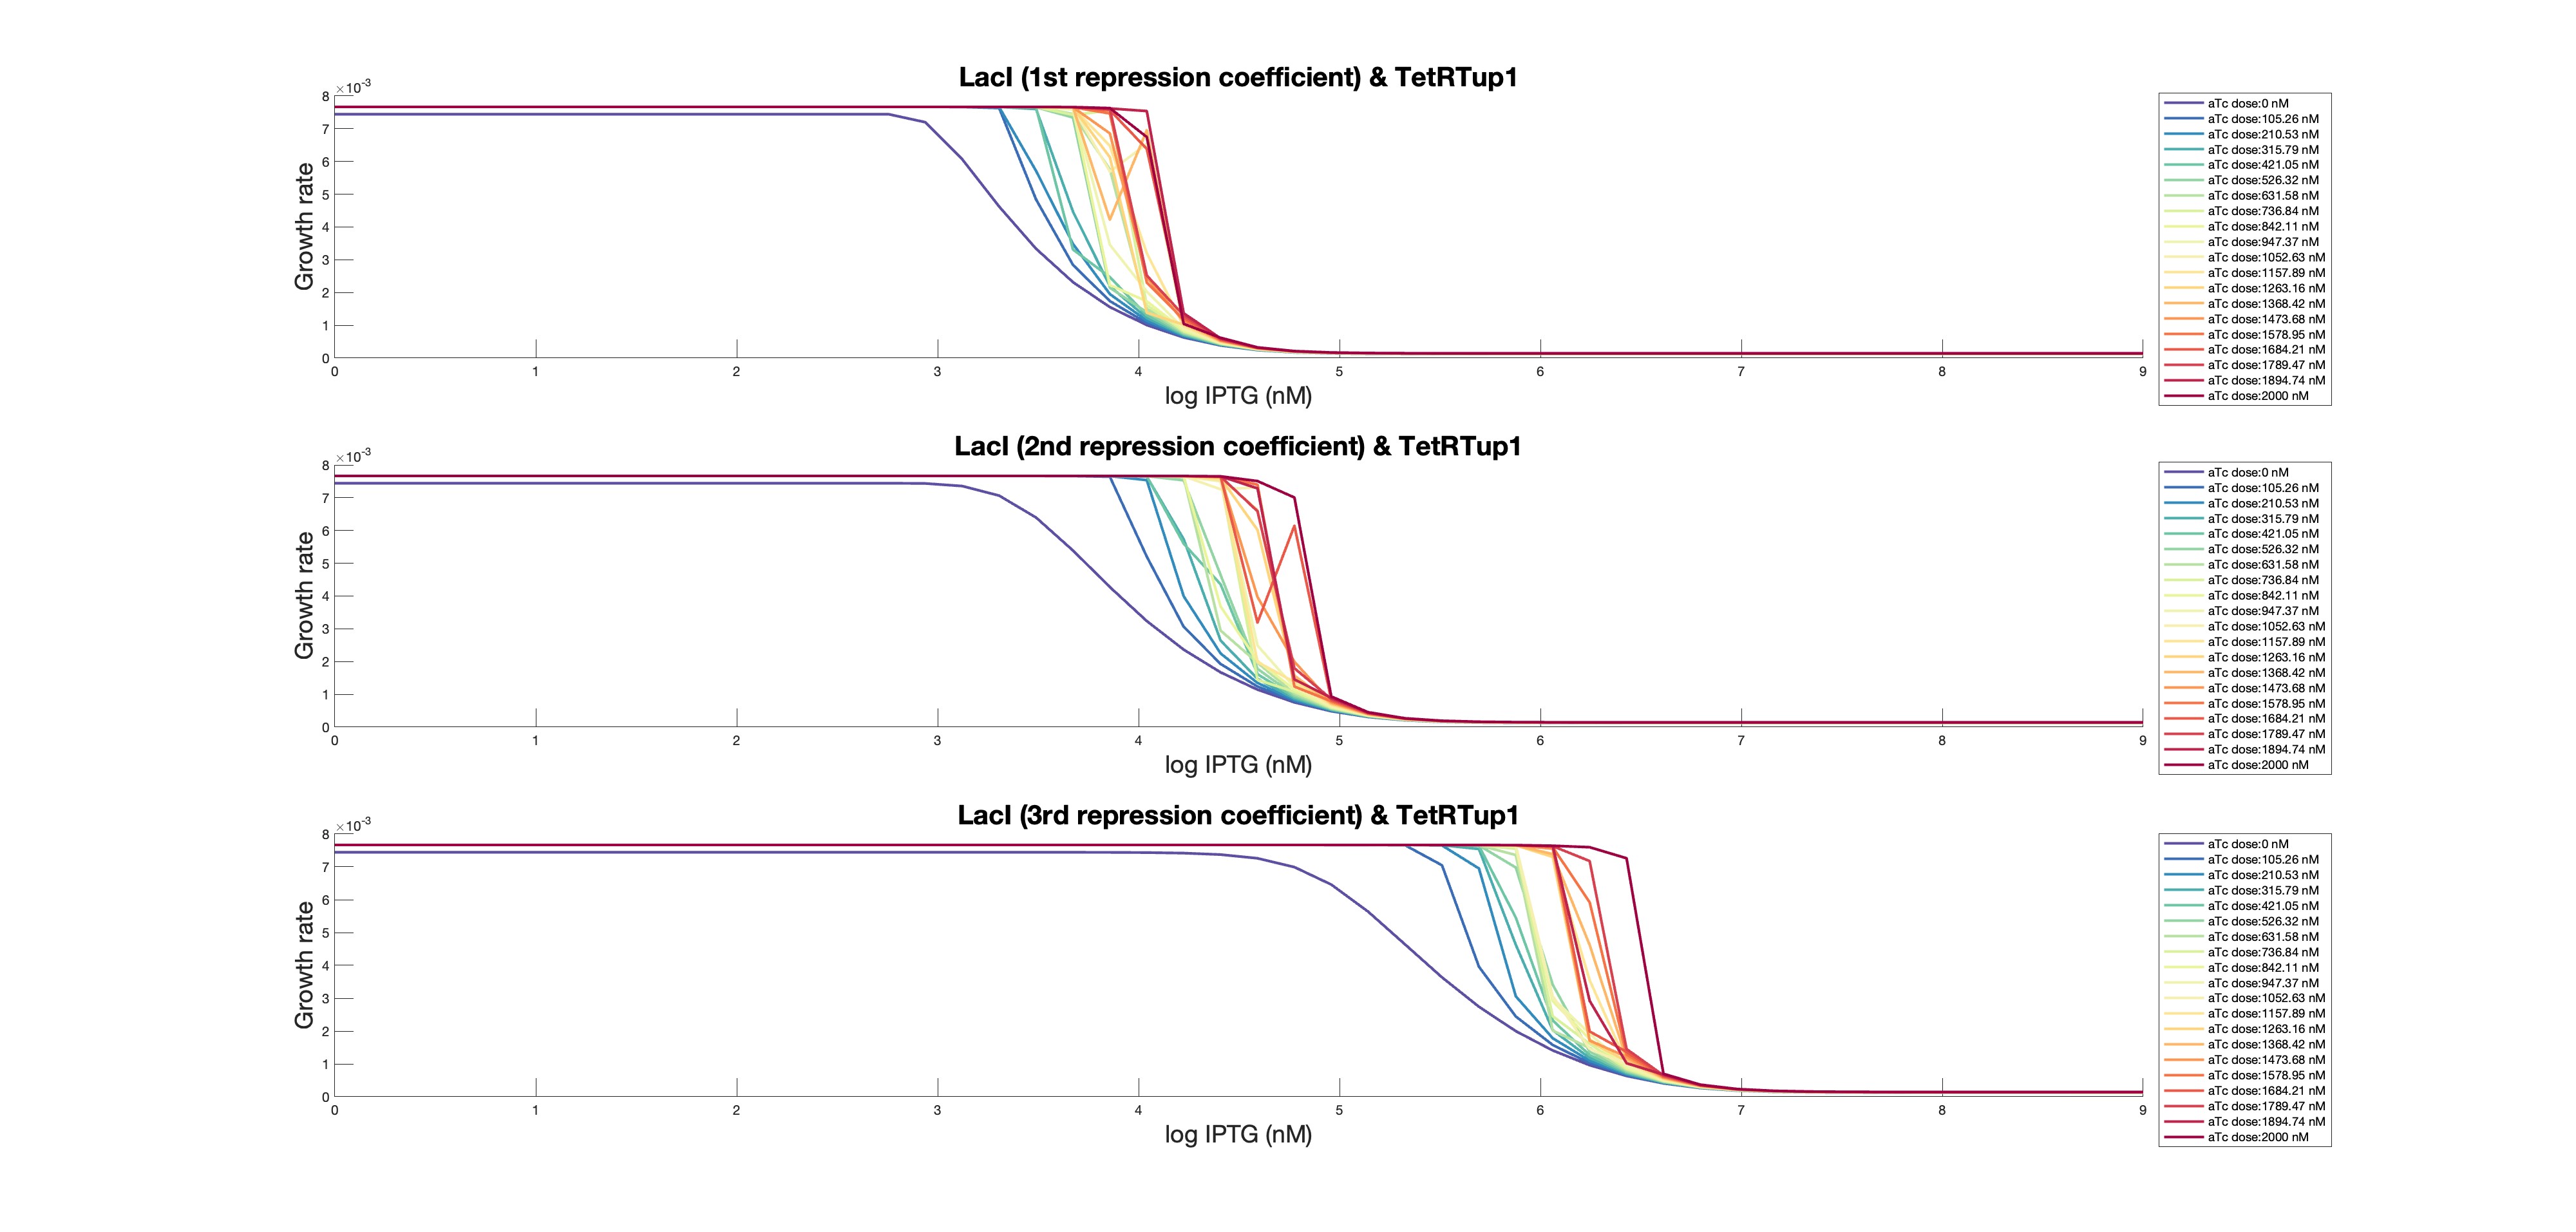 LacI (1st repression coefficient) & TetRTup1
×10-3
8
7
6
5
4
3
2
1
0
Growth rate
0 1 2 3 4 5 6 7 8 9
log IPTG (nM)
aTc dose:0 nM
aTc dose:105.26 nM
aTc dose:210.53 nM
aTc dose:315.79 nM
aTc dose:421.05 nM
aTc dose:526.32 nM
aTc dose:631.58 nM
aTc dose:736.84 nM
aTc dose:842.11 nM
aTc dose:947.37 nM
aTc dose:1052.63 nM
aTc dose:1157.89 nM
aTc dose:1263.16 nM
aTc dose:1368.42 nM
aTc dose:1473.68 nM
aTc dose:1578.95 nM
aTc dose:1684.21 nM
aTc dose:1789.47 nM
aTc dose:1894.74 nM
aTc dose:2000 nM
LacI (2nd repression coefficient) & TetRTup1
×10-3
8
7
6
5
4
3
2
1
0
Growth rate
0 1 2 3 4 5 6 7 8 9
log IPTG (nM)
aTc dose:0 nM
aTc dose:105.26 nM
aTc dose:210.53 nM
aTc dose:315.79 nM
aTc dose:421.05 nM
aTc dose:526.32 nM
aTc dose:631.58 nM
aTc dose:736.84 nM
aTc dose:842.11 nM
aTc dose:947.37 nM
aTc dose:1052.63 nM
aTc dose:1157.89 nM
aTc dose:1263.16 nM
aTc dose:1368.42 nM
aTc dose:1473.68 nM
aTc dose:1578.95 nM
aTc dose:1684.21 nM
aTc dose:1789.47 nM
aTc dose:1894.74 nM
aTc dose:2000 nM
LacI (3rd repression coefficient) & TetRTup1
×10-3
8
7
6
5
4
3
2
1
0
Growth rate
0 1 2 3 4 5 6 7 8 9
log IPTG (nM)
aTc dose:0 nM
aTc dose:105.26 nM
aTc dose:210.53 nM
aTc dose:315.79 nM
aTc dose:421.05 nM
aTc dose:526.32 nM
aTc dose:631.58 nM
aTc dose:736.84 nM
aTc dose:842.11 nM
aTc dose:947.37 nM
aTc dose:1052.63 nM
aTc dose:1157.89 nM
aTc dose:1263.16 nM
aTc dose:1368.42 nM
aTc dose:1473.68 nM
aTc dose:1578.95 nM
aTc dose:1684.21 nM
aTc dose:1789.47 nM
aTc dose:1894.74 nM
aTc dose:2000 nM